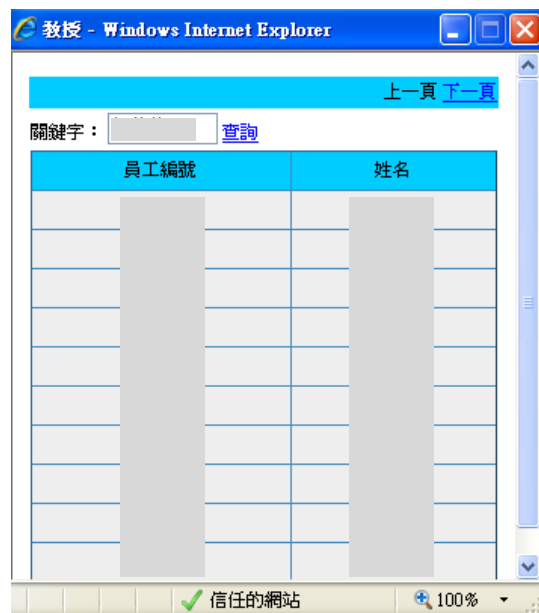 教授 - Windows Internet Explorer
上一頁 下一頁
關鍵字： 查詢
員工編號 姓名
信任的網站 100%